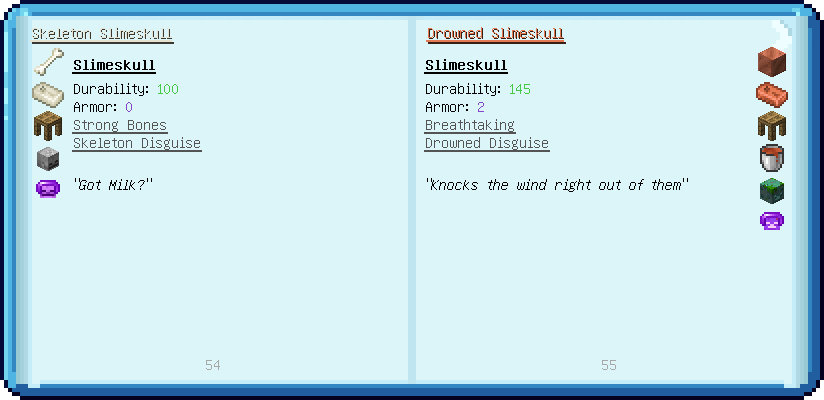 Skeleton Slimeskull
Slimeskull
Durability: 100
Armor: 0
Strong Bones
Skeleton Disguise
"Got Milk?"
54
Drowned Slimeskull
Slimeskull
Durability: 145
Armor: 2
Breathtaking
Drowned Disguise
"Knocks the wind right out of them"
55